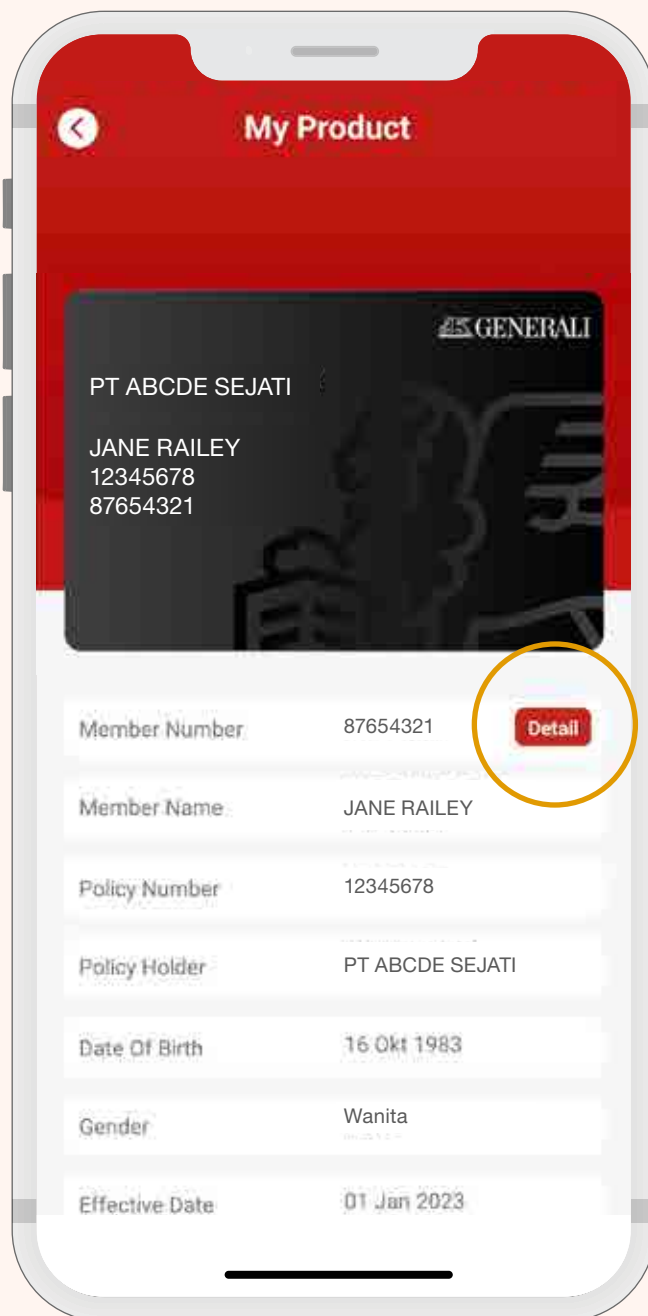 My Product
GENERALI
PT ABCDE SEJATI
JANE RAILEY
12345678
87654321
Member Number 87654321 Detail
Member Name JANE RAILEY
Policy Number 12345678
Policy Holder PT ABCDE SEJATI
Date Of Birth 16 Okt 1983
Gender Wanita
Effective Date 01 Jan 2023